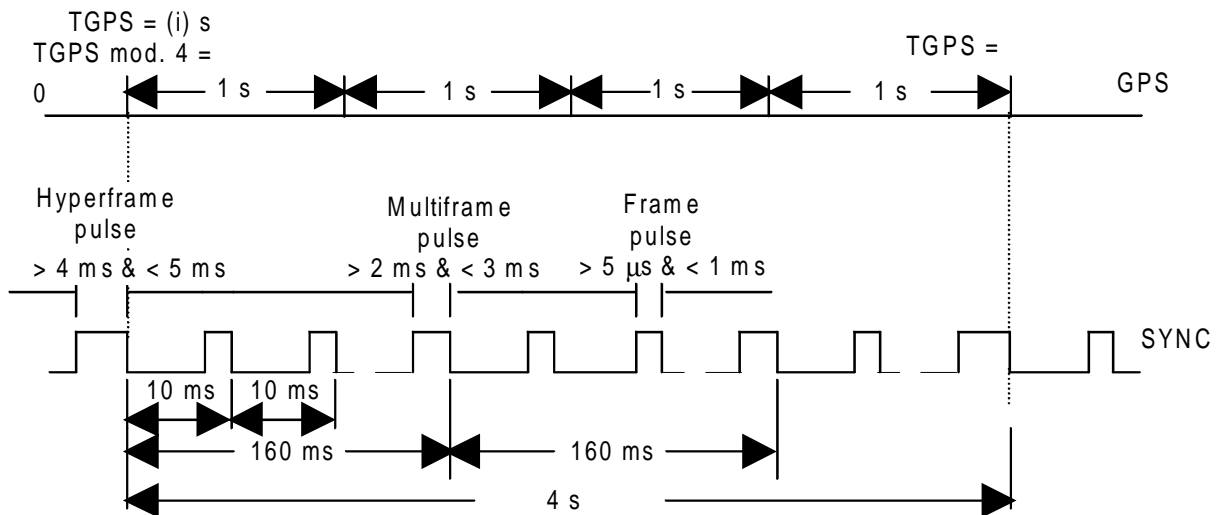 TGPS = (i) s
TGPS mod. 4 =
0
TGPS =
1 s
1 s
1 s
1 s
GPS
Hyperframe
pulse
> 4 ms & < 5 ms
Multiframe
pulse
> 2 ms & < 3 ms
Frame
pulse
> 5 μs & < 1 ms
SYNC
10 ms
10 ms
160 ms
160 ms
4 s